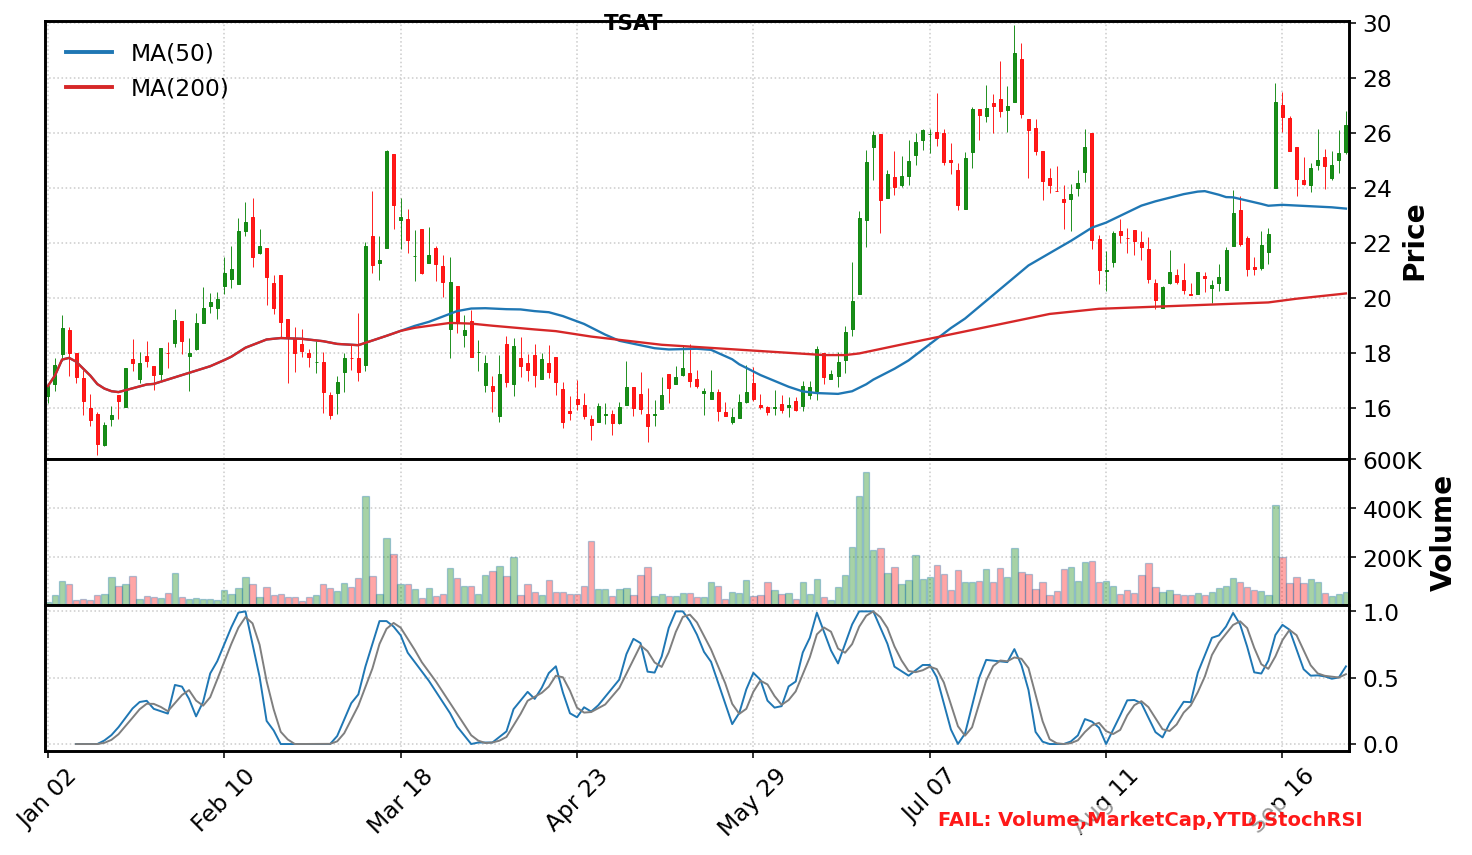 TSAT
MA(50)
MA(200)
30
28
26
24
22
20
18
16
Price
600K
400K
200K
Volume
1.0
0.5
0.0
Jan 02
Feb 10
Mar 18
Apr 23
May 29
Jul 07
Aug 11
Sep 16
FAIL: Volume,MarketCap,YTD,StochRSI